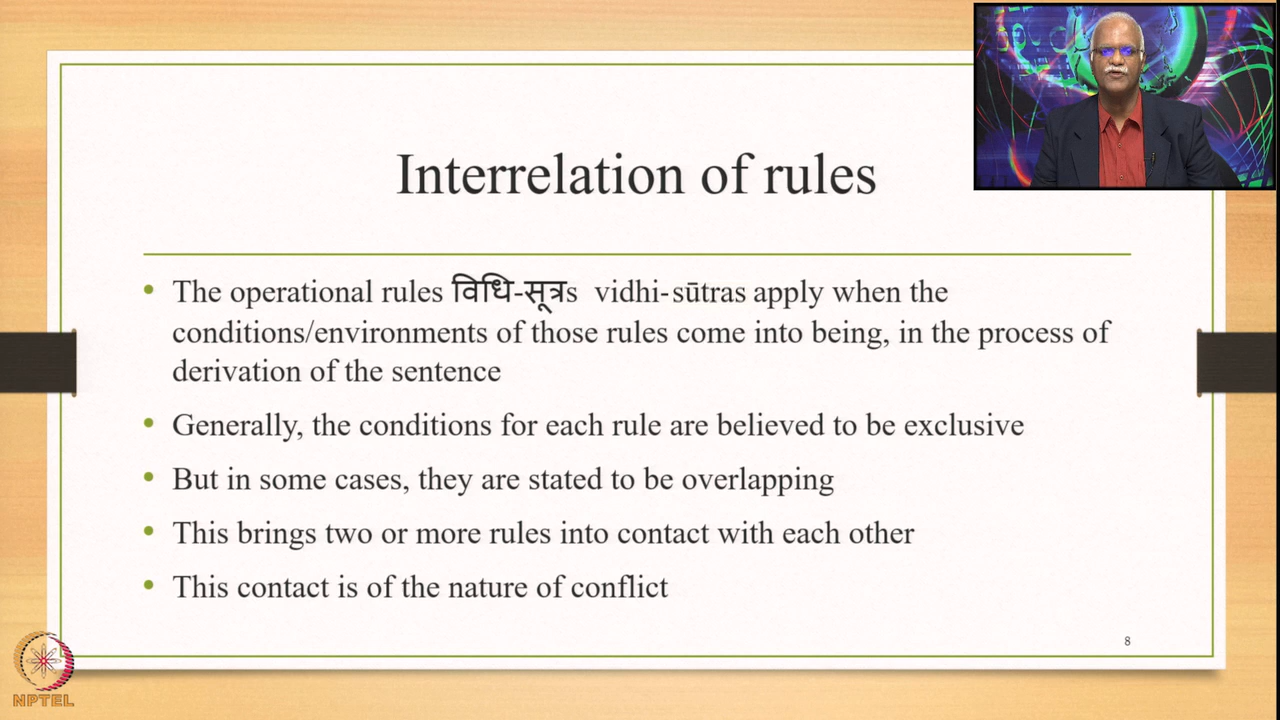 Interrelation of rules
• The operational rules विधि-सूत्रs vidhi-sūtras apply when the
conditions/environments of those rules come into being, in the process of
derivation of the sentence
• Generally, the conditions for each rule are believed to be exclusive
• But in some cases, they are stated to be overlapping
• This brings two or more rules into contact with each other
• This contact is of the nature of conflict
8
NPTEL